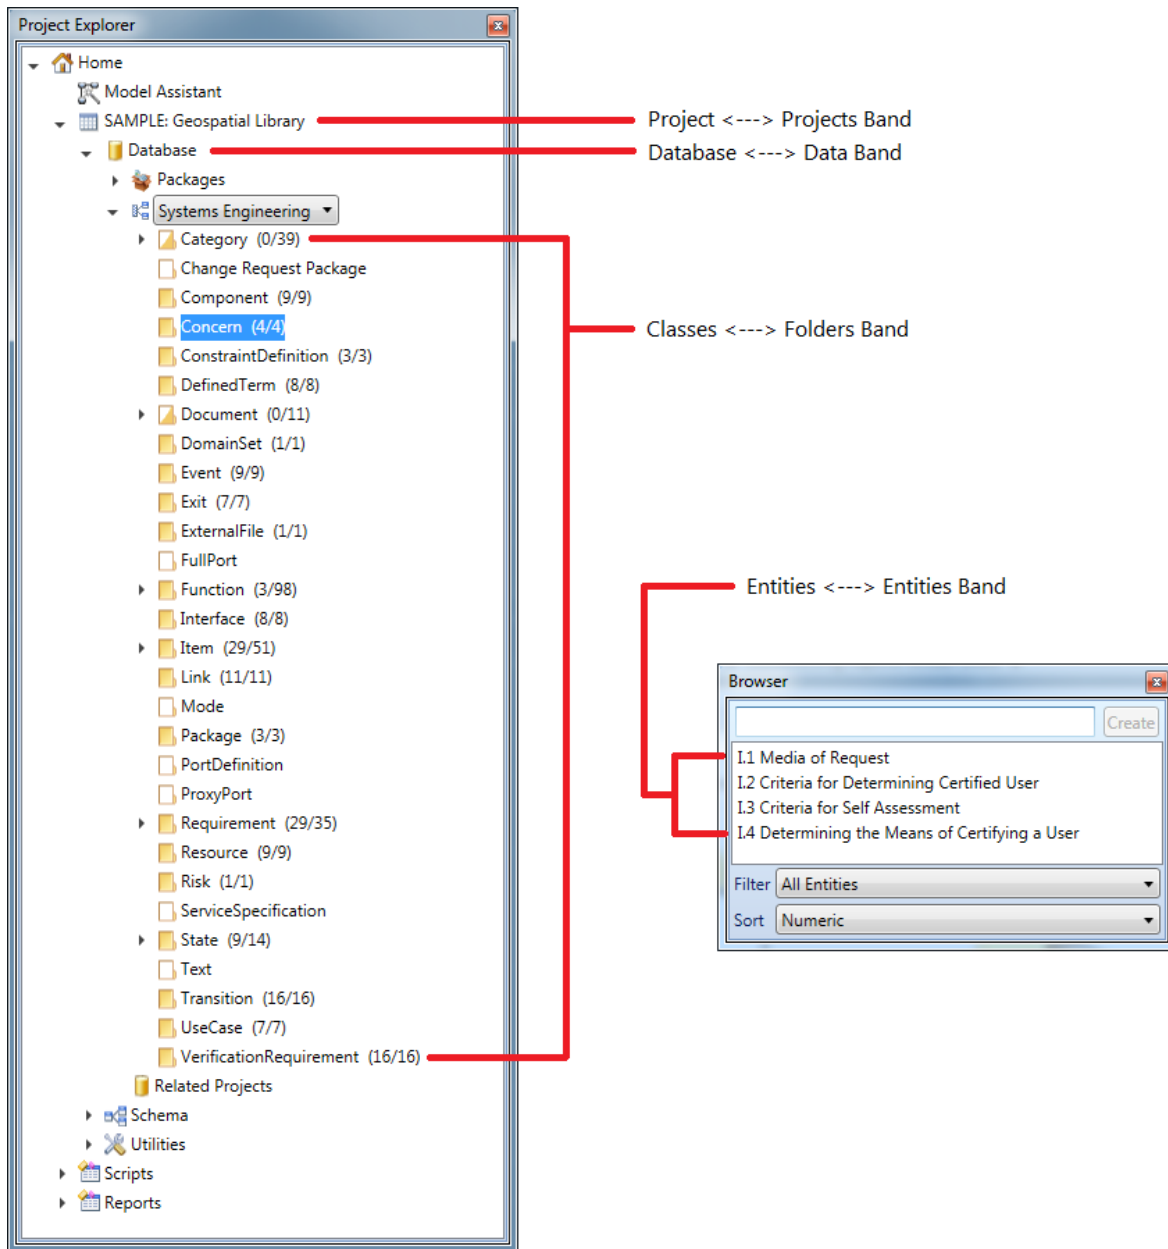 Project Explorer
Home
Model Assistant
SAMPLE: Geospatial Library
Project <---> Projects Band
Database
Database <---> Data Band
Packages
Systems Engineering
Category (0/39)
Change Request Package
Component (9/9)
Concern (4/4)
Classes <---> Folders Band
ConstraintDefinition (3/3)
DefinedTerm (8/8)
Document (0/11)
DomainSet (1/1)
Event (9/9)
Exit (7/7)
ExternalFile (1/1)
FullPort
Function (3/98)
Entities <---> Entities Band
Interface (8/8)
Item (29/51)
Link (11/11)
Mode
Package (3/3)
PortDefinition
ProxyPort
Requirement (29/35)
Resource (9/9)
Risk (1/1)
ServiceSpecification
State (9/14)
Text
Transition (16/16)
UseCase (7/7)
VerificationRequirement (16/16)
Related Projects
Schema
Utilities
Scripts
Reports
Browser
Create
I.1 Media of Request
I.2 Criteria for Determining Certified User
I.3 Criteria for Self Assessment
I.4 Determining the Means of Certifying a User
Filter All Entities
Sort Numeric